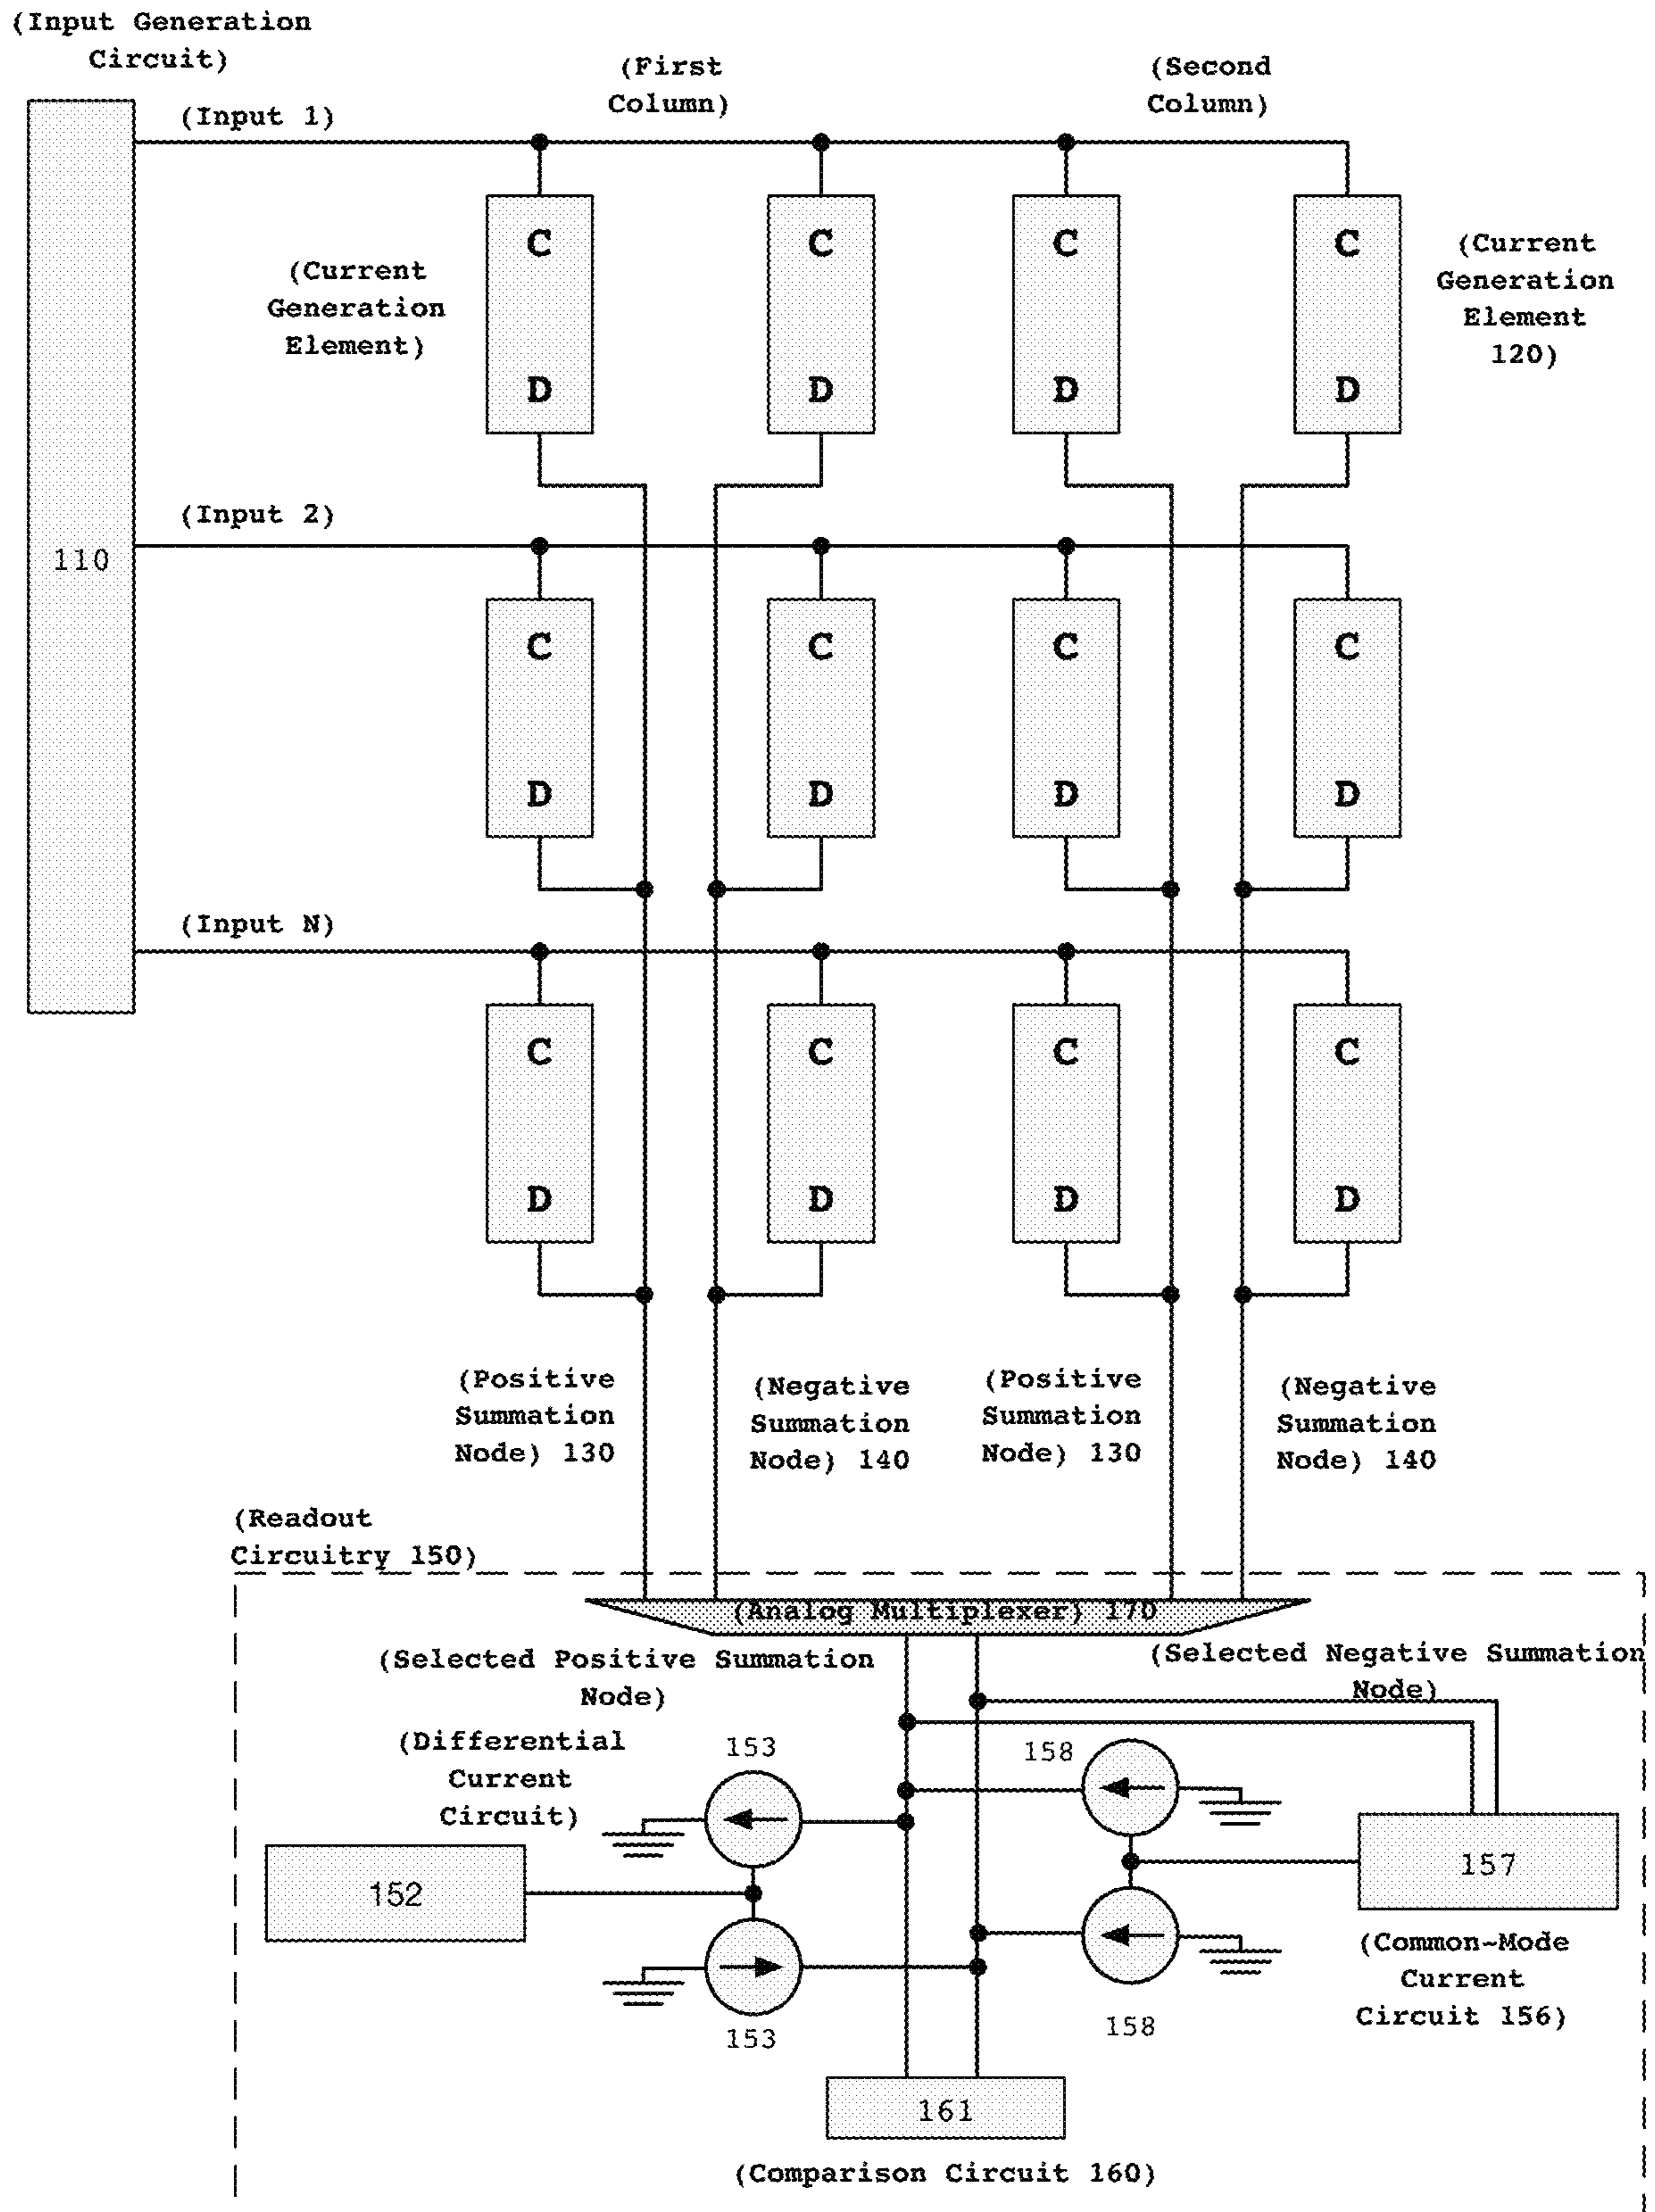 (Input Generation
Circuit)
(First
Column)
(Second
Column)
(Input 1)
C
C
C
C
(Current
Generation
Element)
(Current
Generation
Element
120)
D
D
D
D
(Input 2)
110
C
C
C
C
D
D
D
D
(Input N)
C
C
C
C
D
D
D
D
(Positive
Summation
Node) 130
(Negative
Summation
Node) 140
(Positive
Summation
Node) 130
(Negative
Summation
Node) 140
(Readout
Circuitry 150)
(Analog Multiplexer) 170
(Selected Positive Summation
Node)
(Selected Negative Summation
Node)
(Differential
Current
Circuit)
153
158
152
157
153
158
(Common-Mode
Current
Circuit 156)
161
(Comparison Circuit 160)